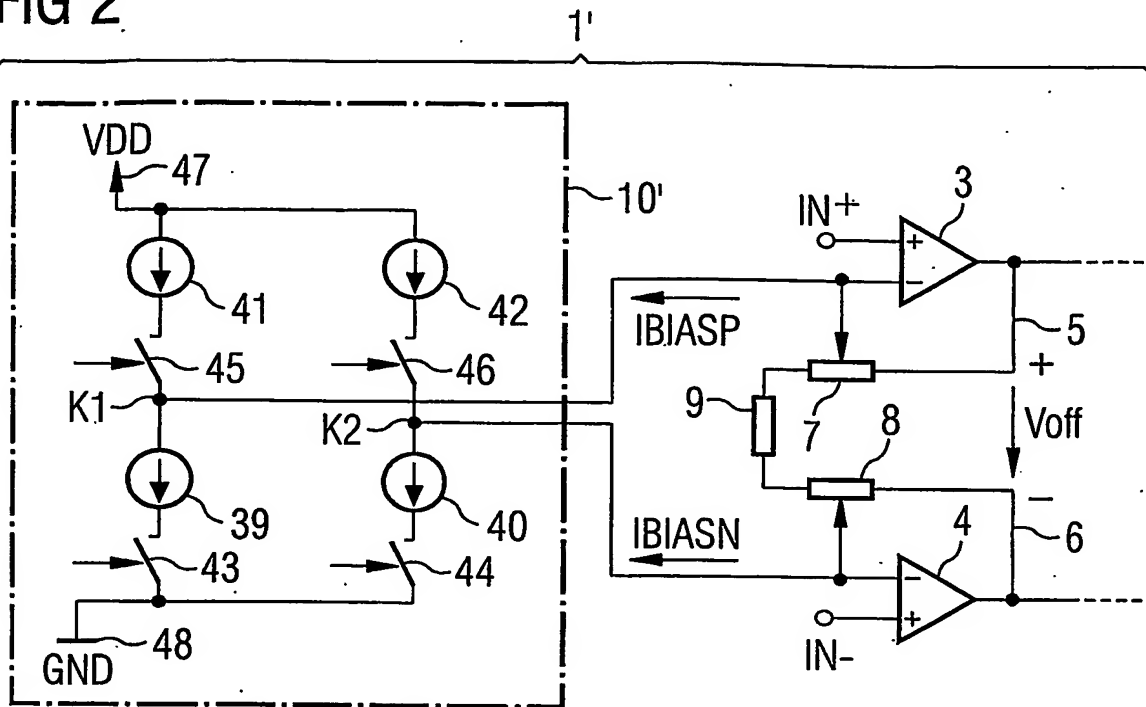 FIG 2
1'
VDD
47
10'
IN+
3
+
−
41
42
IBIASP
5
45
46
+
K1
9
7
K2
8
Voff
39
40
−
IBIASN
4
6
43
44
−
+
48
GND
IN-